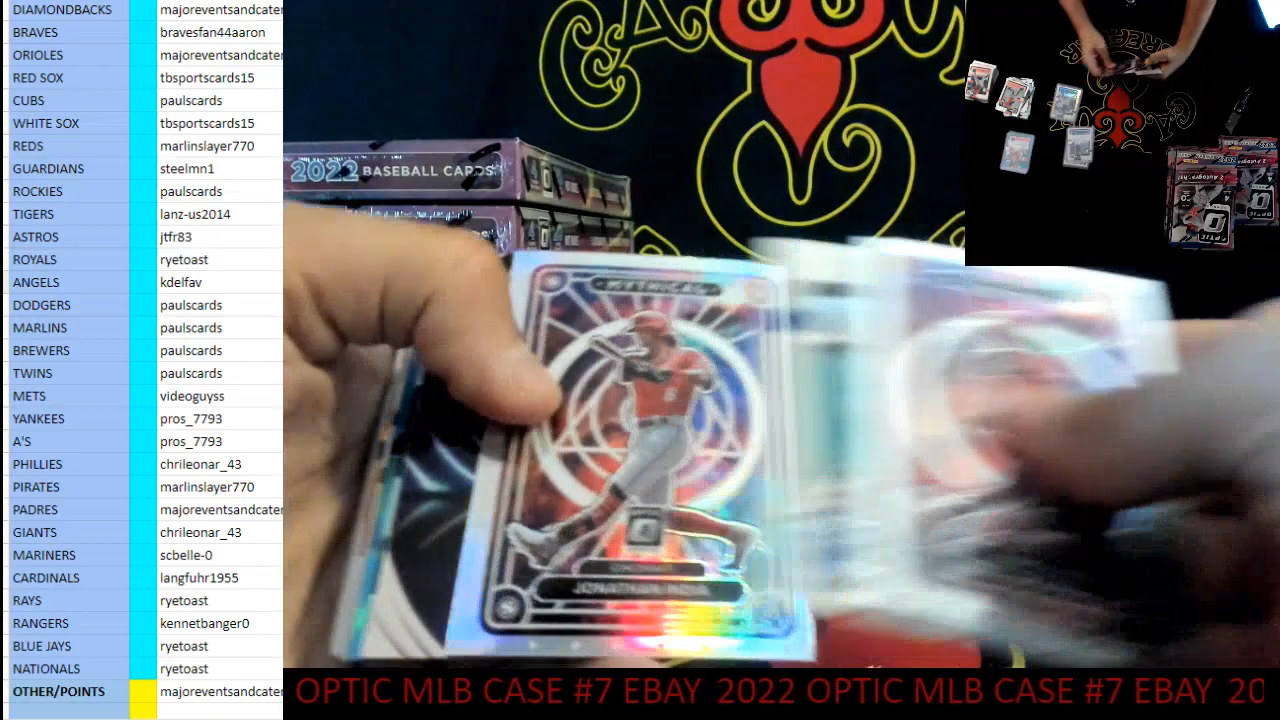 DIAMONDBACKS majoreventsandcater
BRAVES bravesfan44aaron
ORIOLES majoreventsandcater
RED SOX tbsportscards15
CUBS paulscards
WHITE SOX tbsportscards15
REDS marlinslayer770
GUARDIANS steelmn1
ROCKIES paulscards
TIGERS lanz-us2014
ASTROS jtfr83
ROYALS ryetoast
ANGELS kdelfav
DODGERS paulscards
MARLINS paulscards
BREWERS paulscards
TWINS paulscards
METS videoguyss
YANKEES pros_7793
A'S pros_7793
PHILLIES chrileonar_43
PIRATES marlinslayer770
PADRES majoreventsandcater
GIANTS chrileonar_43
MARINERS scbelle-0
CARDINALS langfuhr1955
RAYS ryetoast
RANGERS kennetbanger0
BLUE JAYS ryetoast
NATIONALS ryetoast
OTHER/POINTS majoreventsandcater
2022 BASEBALL CARDS
MYTHICAL
JONATHAN
2 Autographs!
OPTIC
OPTIC MLB CASE #7 EBAY 2022 OPTIC MLB CASE #7 EBAY 20